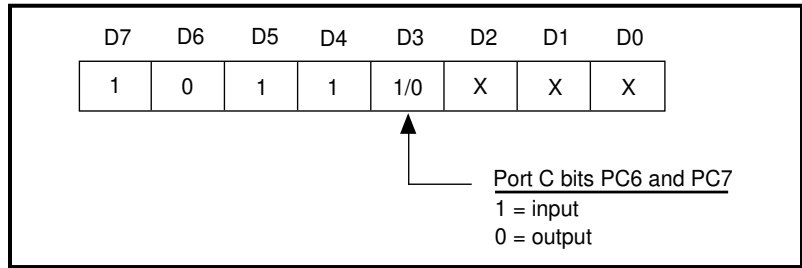 D7 D6 D5 D4 D3 D2 D1 D0
1 0 1 1 1/0 X X X
Port C bits PC6 and PC7
1 = input
0 = output